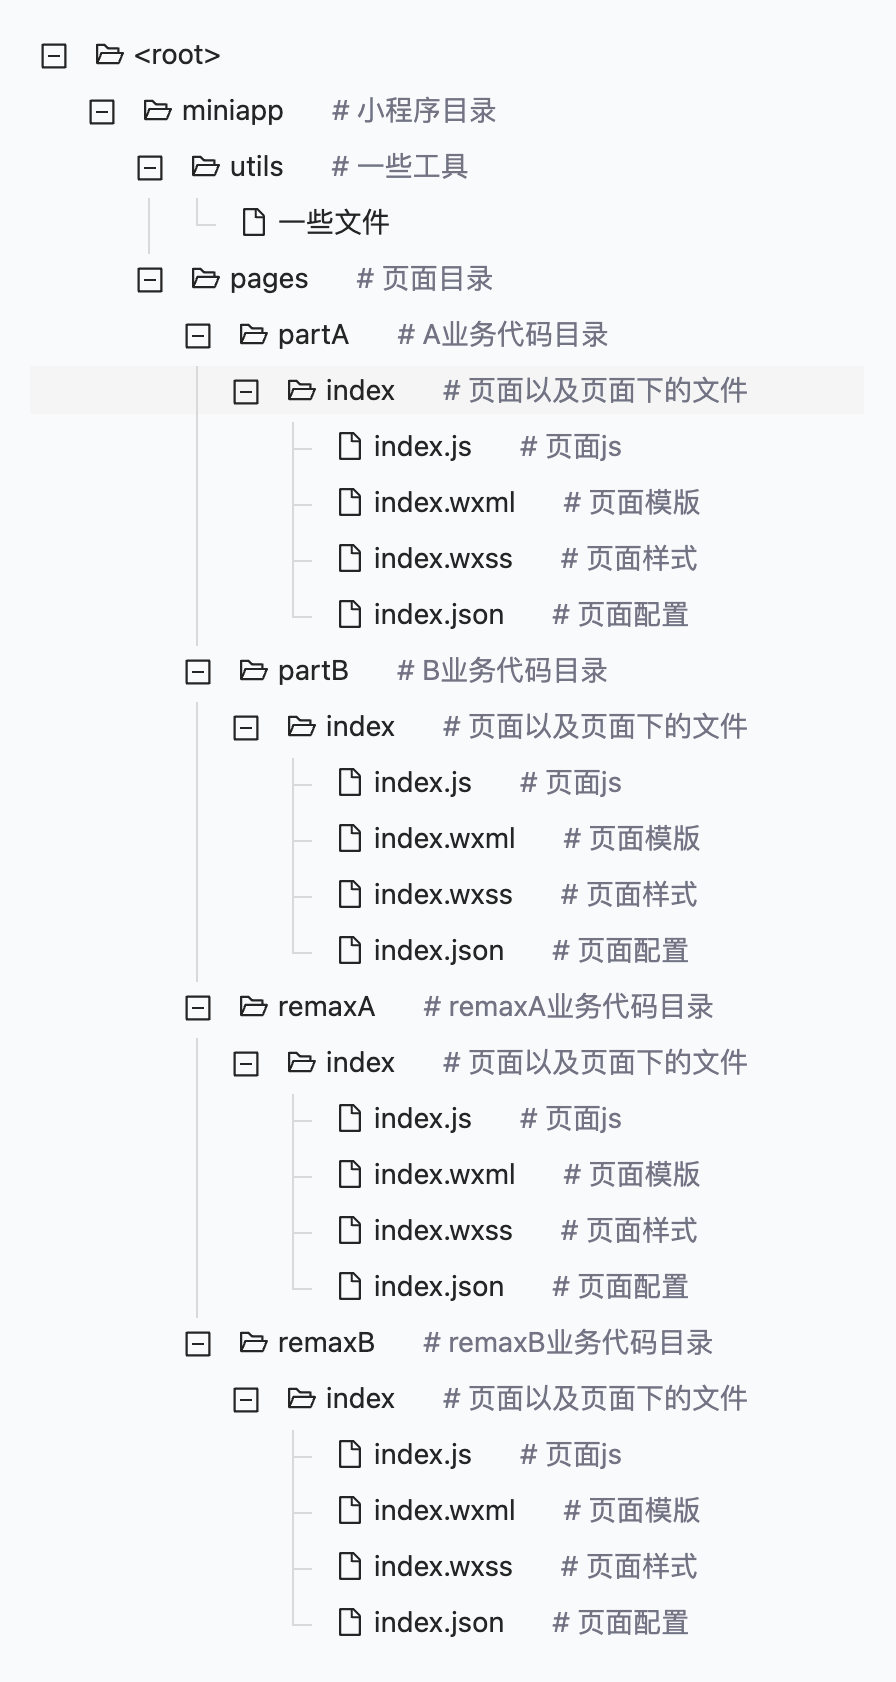 <root>
miniapp # 小程序目录
utils # 一些工具
一些文件
pages # 页面目录
partA # A业务代码目录
index # 页面以及页面下的文件
index.js # 页面js
index.wxml # 页面模版
index.wxss # 页面样式
index.json # 页面配置
partB # B业务代码目录
index # 页面以及页面下的文件
index.js # 页面js
index.wxml # 页面模版
index.wxss # 页面样式
index.json # 页面配置
remaxA # remaxA业务代码目录
index # 页面以及页面下的文件
index.js # 页面js
index.wxml # 页面模版
index.wxss # 页面样式
index.json # 页面配置
remaxB # remaxB业务代码目录
index # 页面以及页面下的文件
index.js # 页面js
index.wxml # 页面模版
index.wxss # 页面样式
index.json # 页面配置